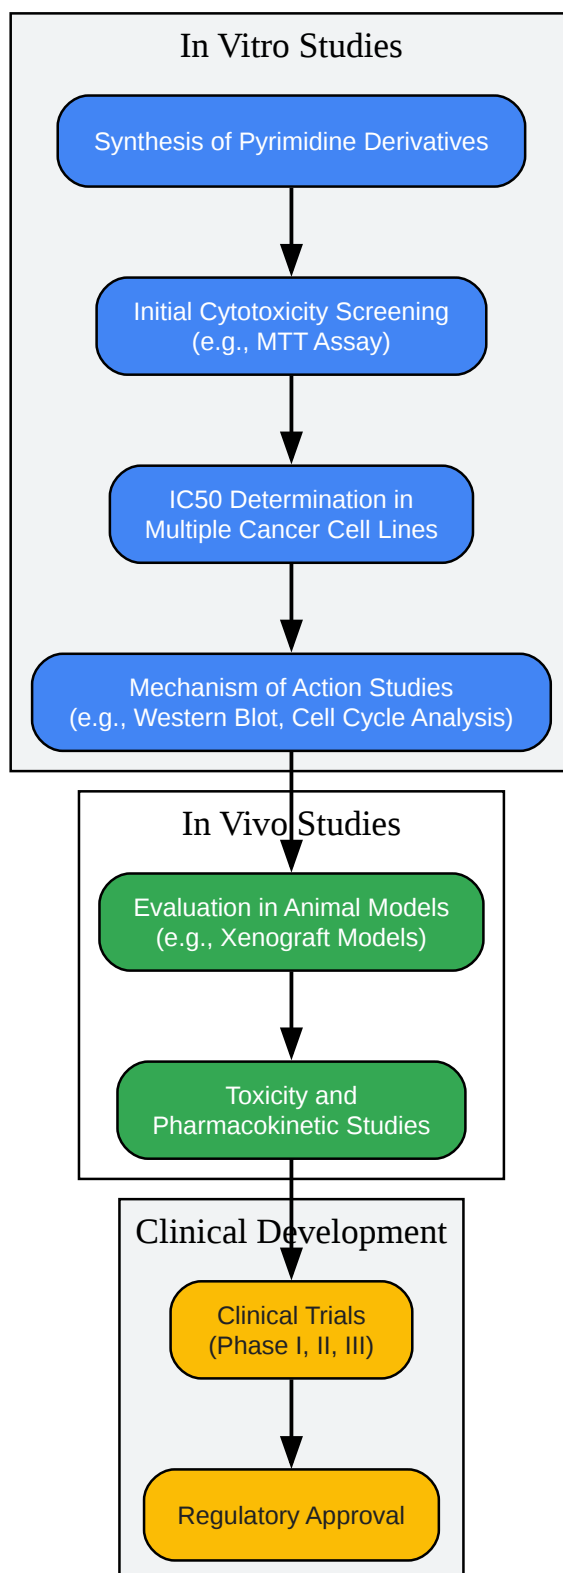 In Vitro Studies
Synthesis of Pyrimidine Derivatives
Initial Cytotoxicity Screening
(e.g., MTT Assay)
IC50 Determination in
Multiple Cancer Cell Lines
Mechanism of Action Studies
(e.g., Western Blot, Cell Cycle Analysis)
In Vivo Studies
Evaluation in Animal Models
(e.g., Xenograft Models)
Toxicity and
Pharmacokinetic Studies
Clinical Development
Clinical Trials
(Phase I, II, III)
Regulatory Approval